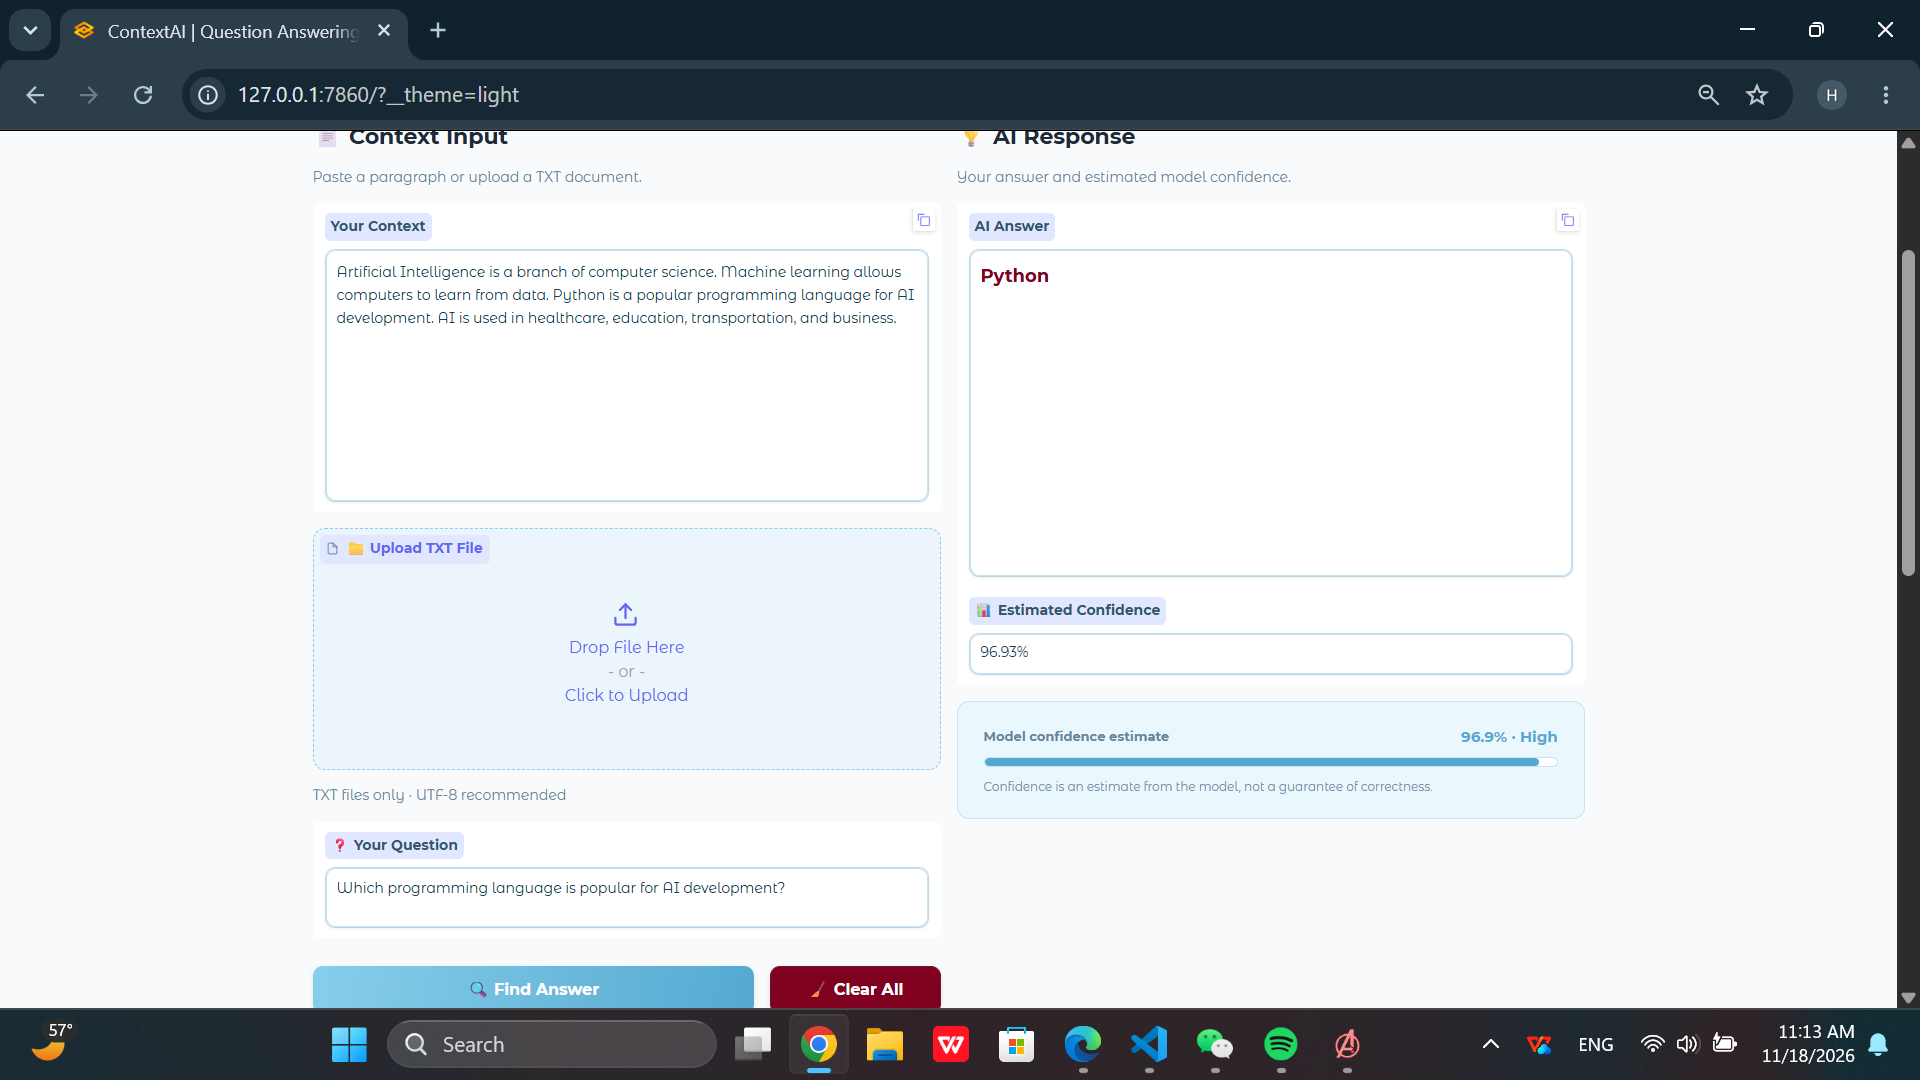 ContextAI | Question Answering
127.0.0.1:7860/?__theme=light
H
Context Input
Paste a paragraph or upload a TXT document.
Your Context
Artificial Intelligence is a branch of computer science. Machine learning allows
computers to learn from data. Python is a popular programming language for AI
development. AI is used in healthcare, education, transportation, and business.
Upload TXT File
Drop File Here
- or -
Click to Upload
TXT files only · UTF-8 recommended
Your Question
Which programming language is popular for AI development?
Find Answer
Clear All
AI Response
Your answer and estimated model confidence.
AI Answer
Python
Estimated Confidence
96.93%
Model confidence estimate
96.9% · High
Confidence is an estimate from the model, not a guarantee of correctness.
57°
Search
ENG
11:13 AM
11/18/2026